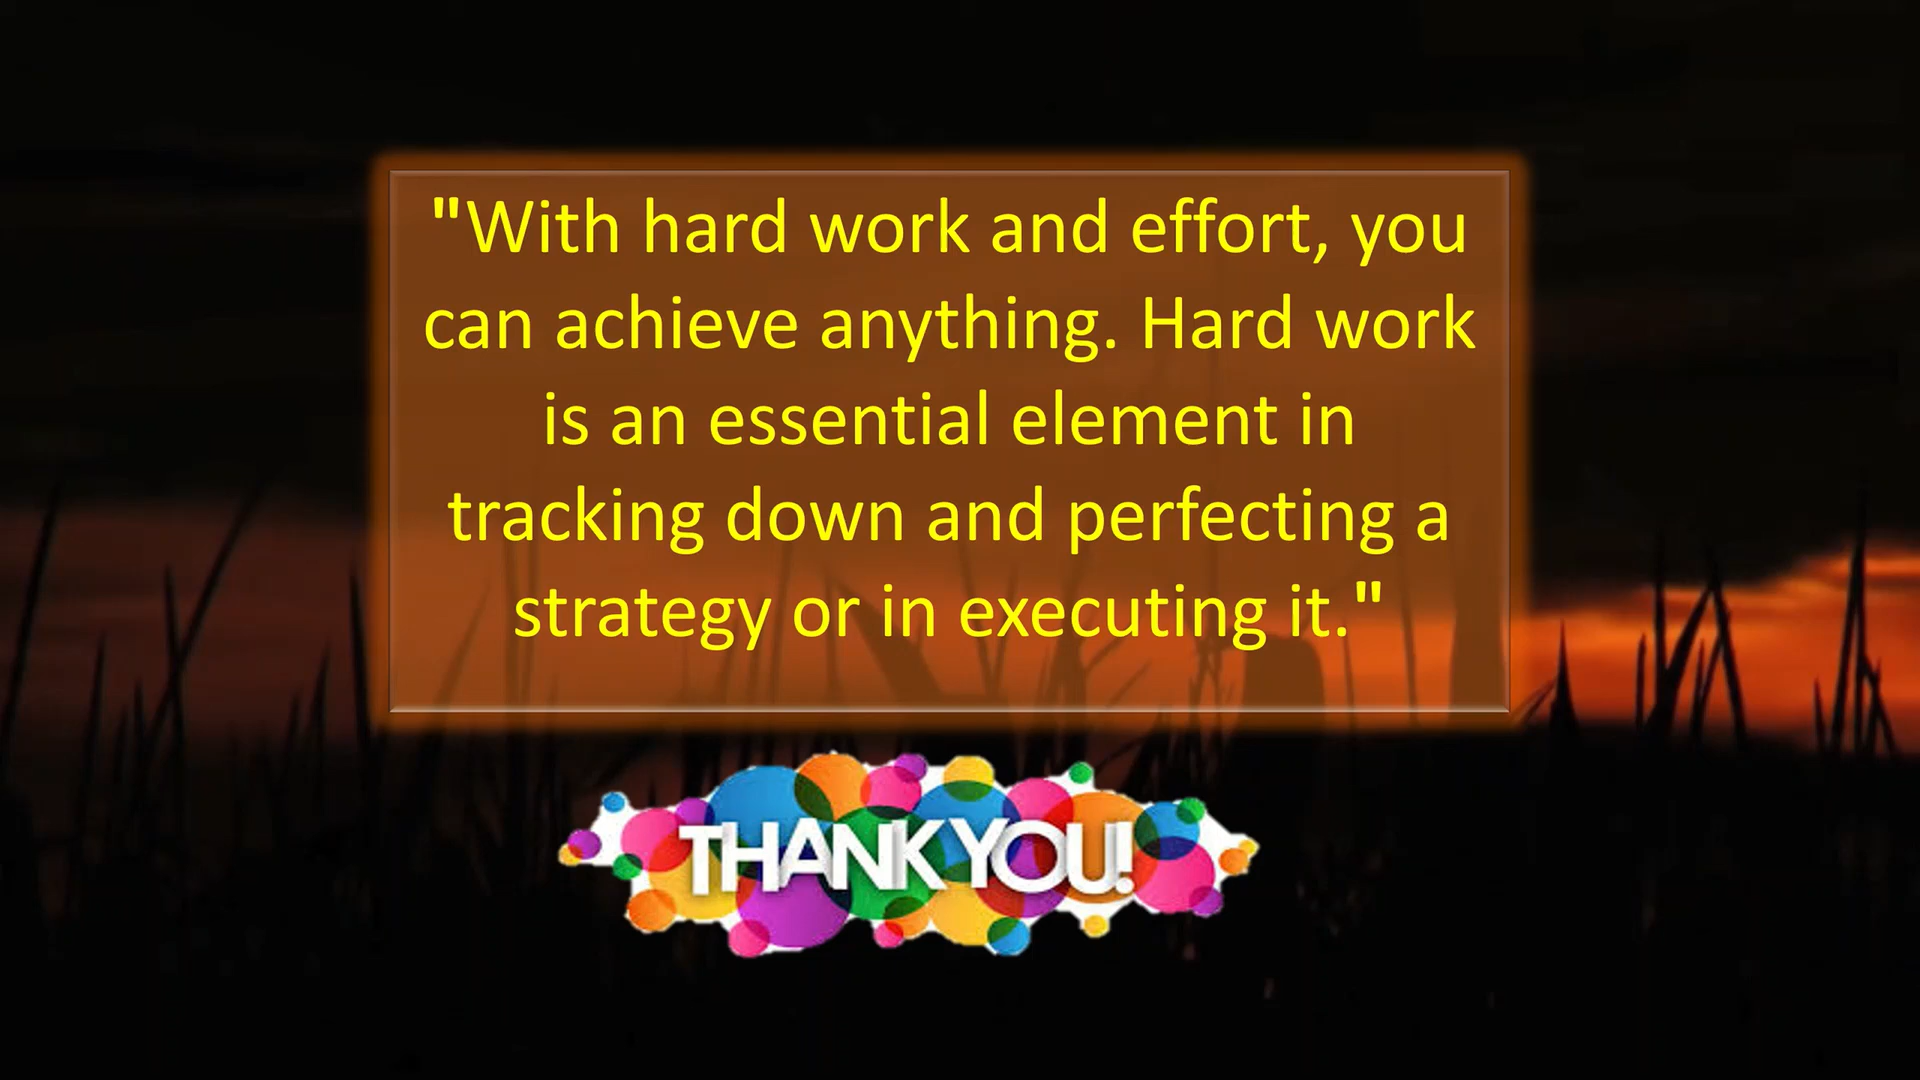 "With hard work and effort, you
can achieve anything. Hard work
is an essential element in
tracking down and perfecting a
strategy or in executing it."
THANK YOU!